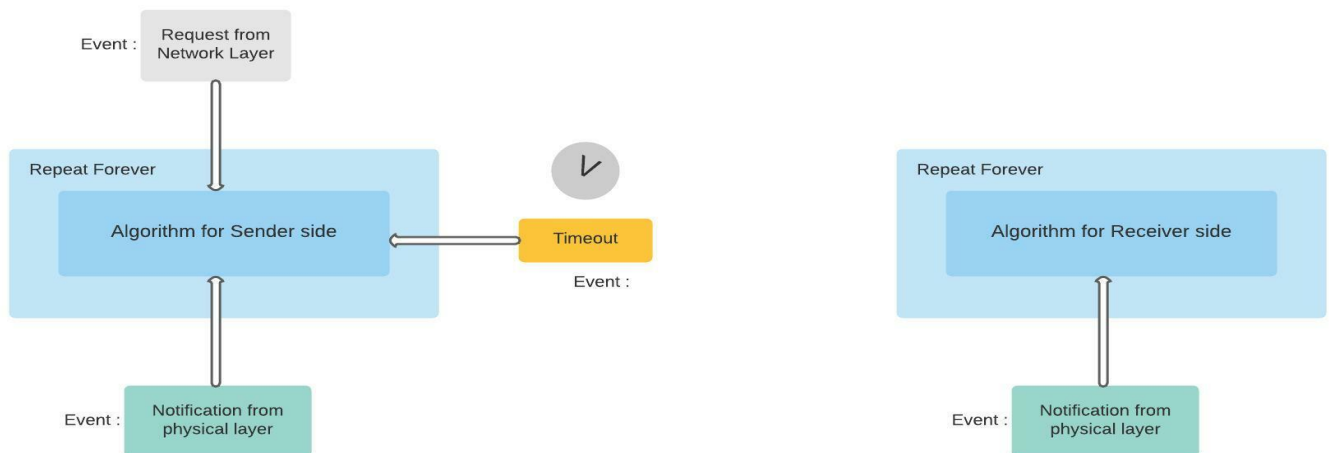 Event :
Request from
Network Layer
Repeat Forever
Algorithm for Sender side
Timeout
Event :
Event :
Notification from
physical layer
Repeat Forever
Algorithm for Receiver side
Event :
Notification from
physical layer